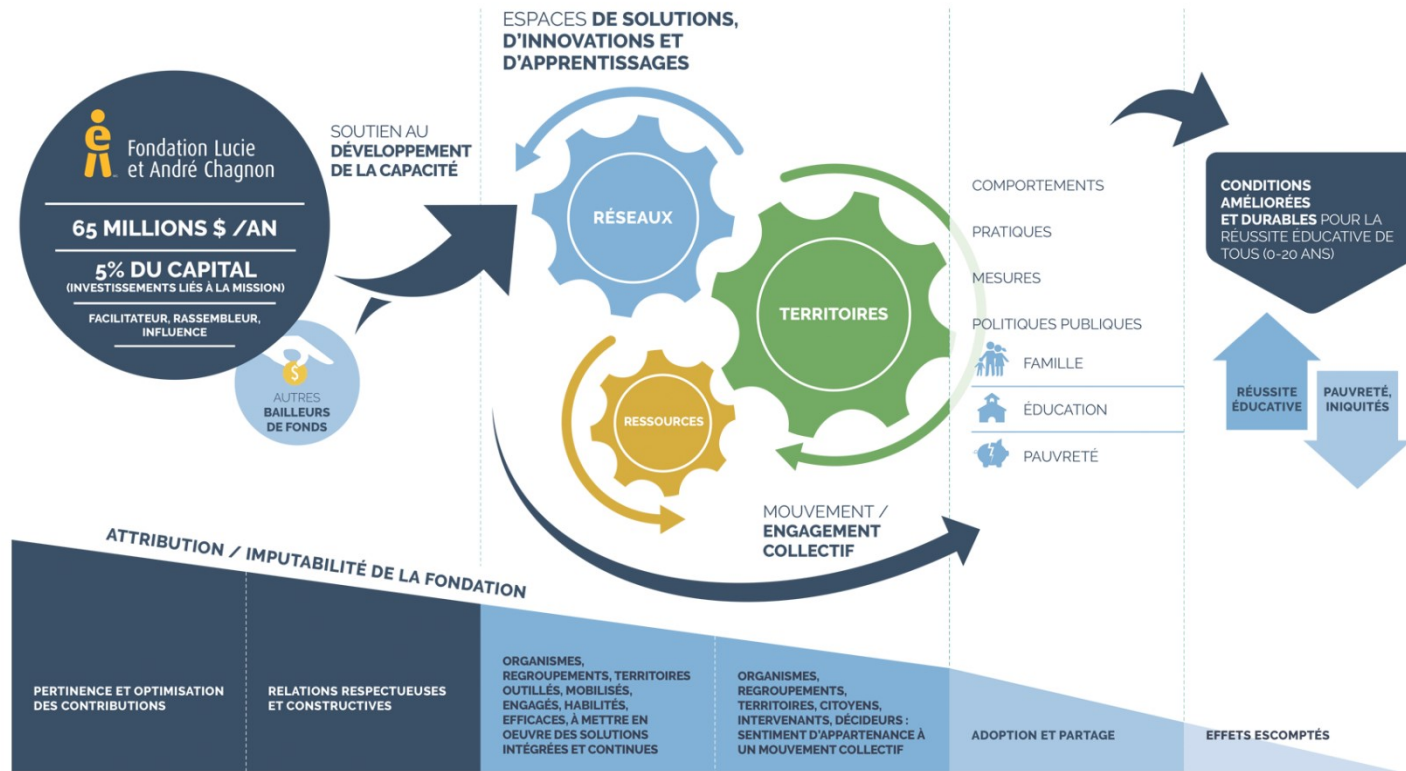 Fondation Lucie
et André Chagnon
65 MILLIONS $ /AN
5% DU CAPITAL
(INVESTISSEMENTS LIÉS À LA MISSION)
FACILITATEUR, RASSEMBLEUR,
INFLUENCE
$
AUTRES
BAILLEURS
DE FONDS
SOUTIEN AU
DÉVELOPPEMENT
DE LA CAPACITÉ
ESPACES DE SOLUTIONS,
D'INNOVATIONS ET
D'APPRENTISSAGES
RÉSEAUX
TERRITOIRES
RESSOURCES
MOUVEMENT /
ENGAGEMENT
COLLECTIF
COMPORTEMENTS
PRATIQUES
MESURES
POLITIQUES PUBLIQUES
FAMILLE
ÉDUCATION
PAUVRETÉ
CONDITIONS
AMÉLIORÉES
ET DURABLES POUR LA
RÉUSSITE ÉDUCATIVE DE
TOUS (0-20 ANS)
RÉUSSITE
ÉDUCATIVE
PAUVRETÉ,
INIQUITÉS
ATTRIBUTION / IMPUTABILITÉ DE LA FONDATION
PERTINENCE ET OPTIMISATION
DES CONTRIBUTIONS
RELATIONS RESPECTUEUSES
ET CONSTRUCTIVES
ORGANISMES,
REGROUPEMENTS, TERRITOIRES
OUTILLÉS, MOBILISÉS,
ENGAGÉS, HABILITÉS,
EFFICACES, À METTRE EN
OEUVRE DES SOLUTIONS
INTÉGRÉES ET CONTINUES
ORGANISMES,
REGROUPEMENTS,
TERRITOIRES, CITOYENS,
INTERVENANTS, DÉCIDEURS :
SENTIMENT D'APPARTENANCE À
UN MOUVEMENT COLLECTIF
ADOPTION ET PARTAGE
EFFETS ESCOMPTÉS